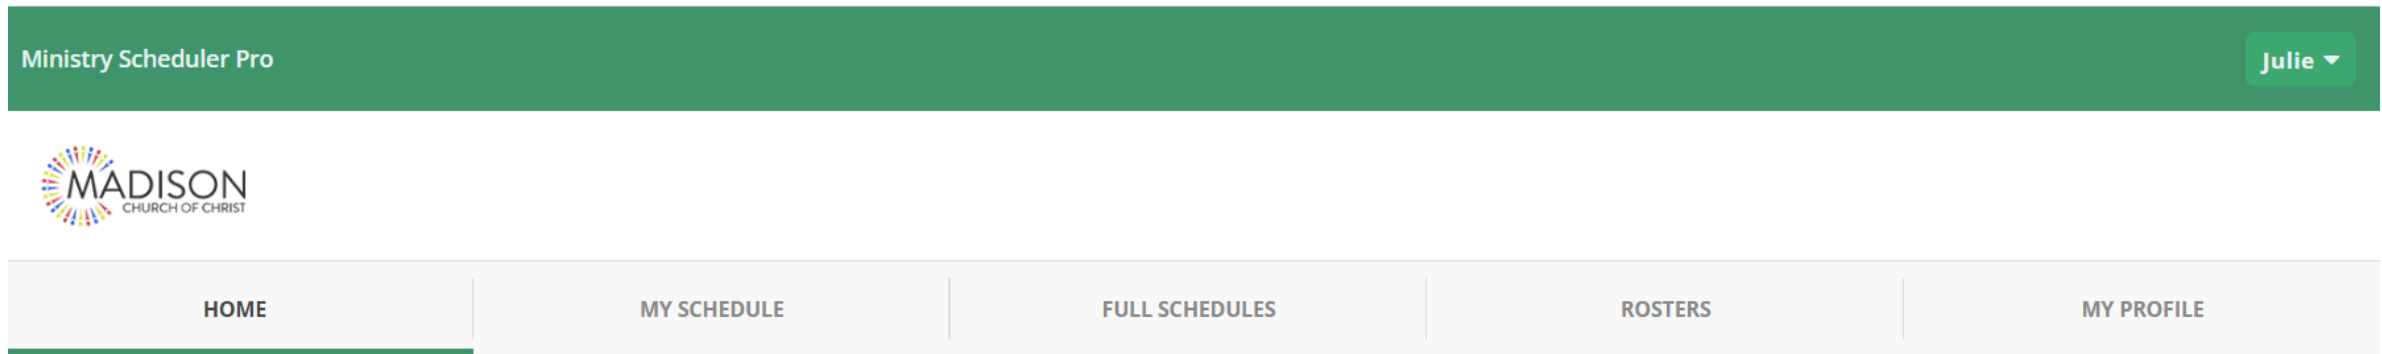 Ministry Scheduler Pro
Julie
MADISON
CHURCH OF CHRIST
HOME
MY SCHEDULE
FULL SCHEDULES
ROSTERS
MY PROFILE